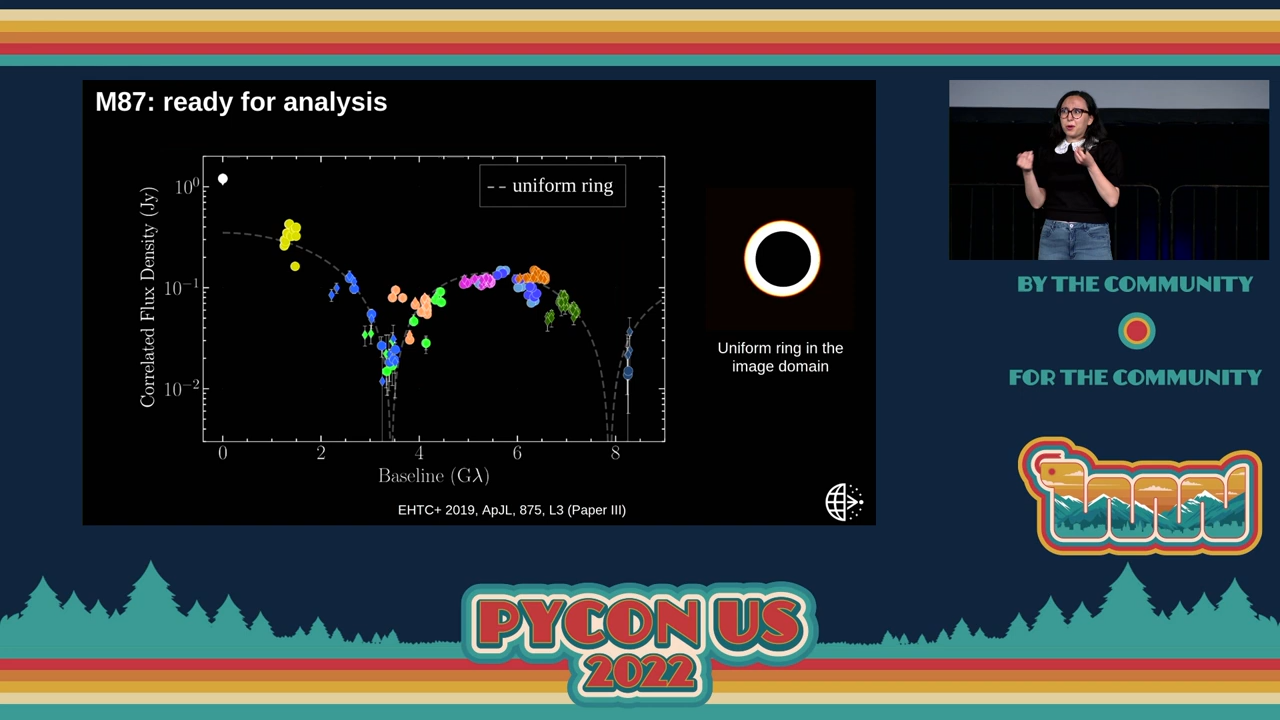 M87: ready for analysis
uniform ring
10⁰
10⁻¹
10⁻²
Correlated Flux Density (Jy)
0 2 4 6 8
Baseline (Gλ)
Uniform ring in the
image domain
EHTC+ 2019, ApJL, 875, L3 (Paper III)
BY THE COMMUNITY
FOR THE COMMUNITY
PYCON US
2022